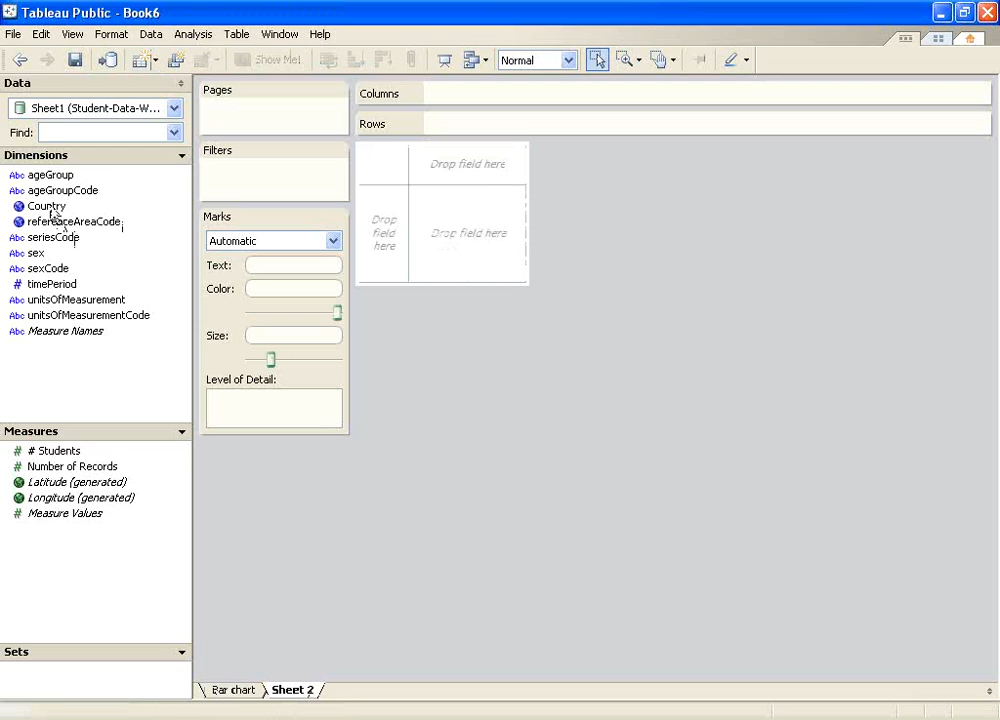 Tableau Public - Book6
File Edit View Format Data Analysis Table Window Help
Show Me! Normal
Data
Sheet1 (Student-Data-W...
Find:
Dimensions
Abc ageGroup
Abc ageGroupCode
Country
referenceAreaCode
Abc seriesCode
Abc sex
Abc sexCode
# timePeriod
Abc unitsOfMeasurement
Abc unitsOfMeasurementCode
Abc Measure Names
Measures
# # Students
# Number of Records
Latitude (generated)
Longitude (generated)
# Measure Values
Sets
Pages
Filters
Marks
Automatic
Text:
Color:
Size:
Level of Detail:
Columns
Rows
Drop field here
Drop field here
Drop field here
Bar chart Sheet 2